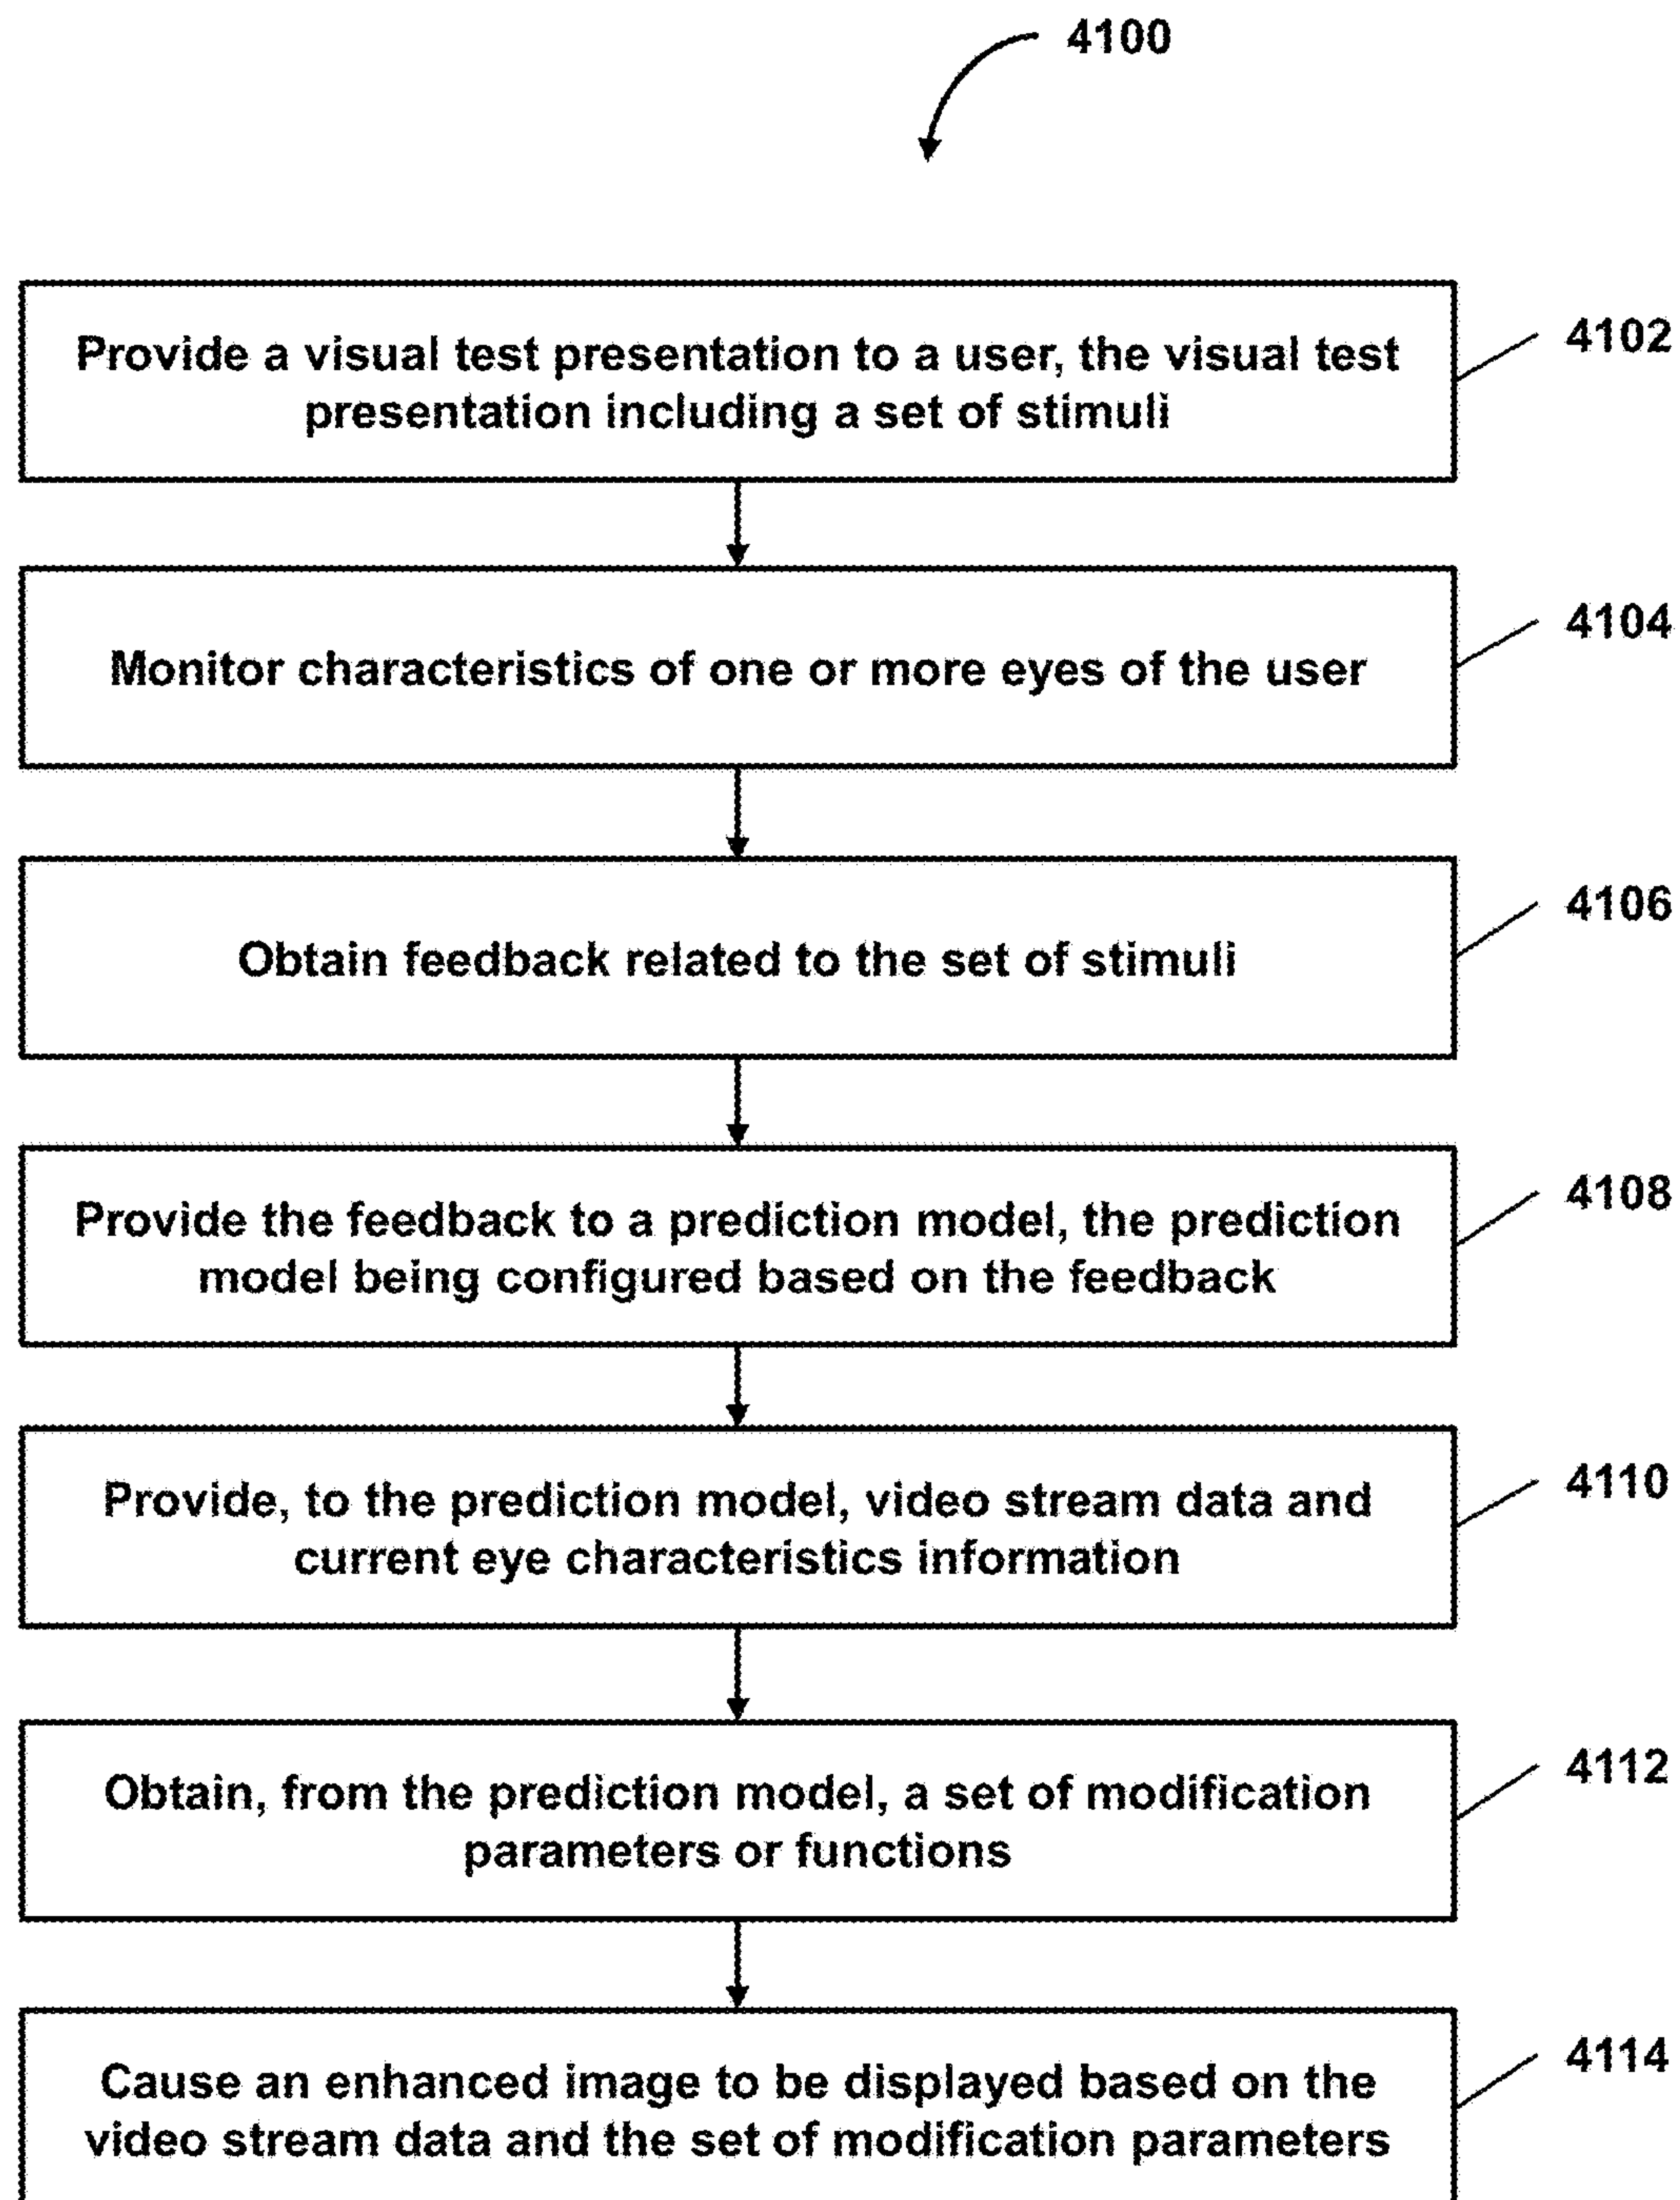 4100
Provide a visual test presentation to a user, the visual test
presentation including a set of stimuli
4102
Monitor characteristics of one or more eyes of the user
4104
Obtain feedback related to the set of stimuli
4106
Provide the feedback to a prediction model, the prediction
model being configured based on the feedback
4108
Provide, to the prediction model, video stream data and
current eye characteristics information
4110
Obtain, from the prediction model, a set of modification
parameters or functions
4112
Cause an enhanced image to be displayed based on the
video stream data and the set of modification parameters
4114